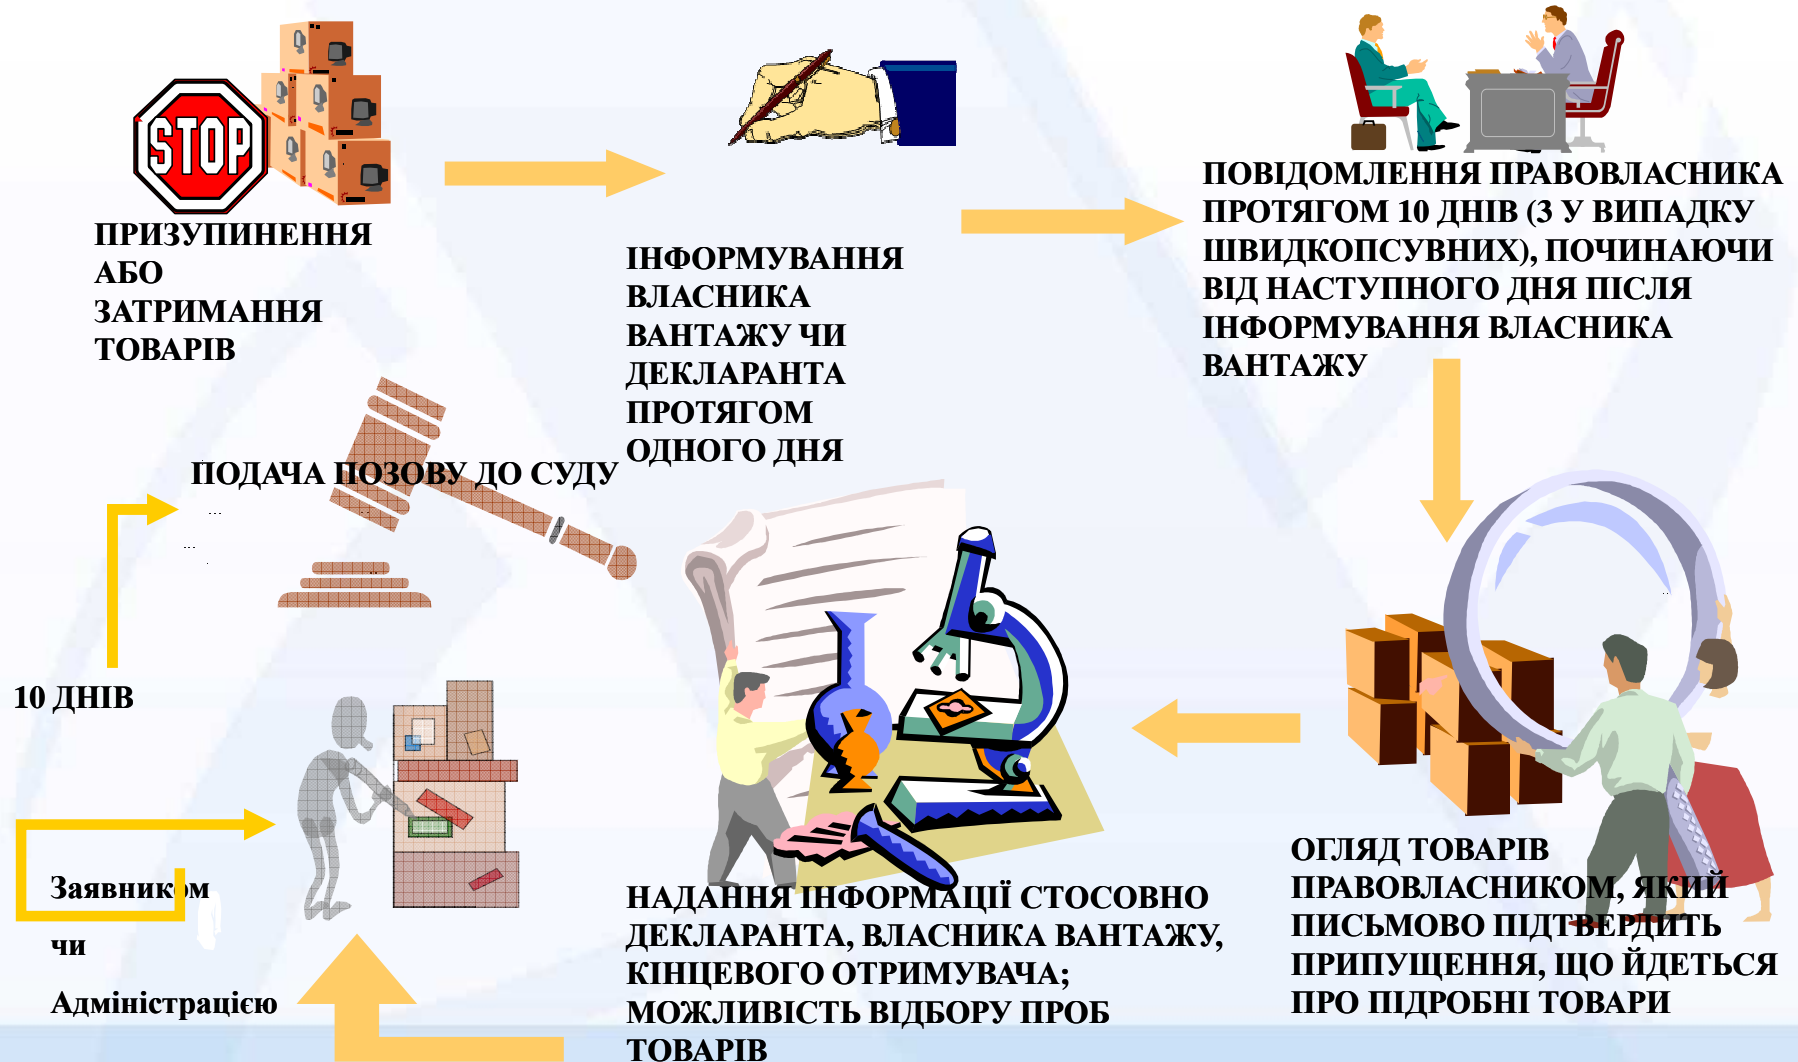 STOP
ПРИЗУПИНЕННЯ
АБО
ЗАТРИМАННЯ
ТОВАРІВ
ІНФОРМУВАННЯ
ВЛАСНИКА
ВАНТАЖУ ЧИ
ДЕКЛАРАНТА
ПРОТЯГОМ
ОДНОГО ДНЯ
ПОВІДОМЛЕННЯ ПРАВОВЛАСНИКА
ПРОТЯГОМ 10 ДНІВ (3 У ВИПАДКУ
ШВИДКОПСУВНИХ), ПОЧИНАЮЧИ
ВІД НАСТУПНОГО ДНЯ ПІСЛЯ
ІНФОРМУВАННЯ ВЛАСНИКА
ВАНТАЖУ
ОГЛЯД ТОВАРІВ
ПРАВОВЛАСНИКОМ, ЯКИЙ
ПИСЬМОВО ПІДТВЕРДИТЬ
ПРИПУЩЕННЯ, ЩО ЙДЕТЬСЯ
ПРО ПІДРОБНІ ТОВАРИ
НАДАННЯ ІНФОРМАЦІЇ СТОСОВНО
ДЕКЛАРАНТА, ВЛАСНИКА ВАНТАЖУ,
КІНЦЕВОГО ОТРИМУВАЧА;
МОЖЛИВІСТЬ ВІДБОРУ ПРОБ
ТОВАРІВ
Заявником
чи
Адміністрацією
10 ДНІВ
ПОДАЧА ПОЗОВУ ДО СУДУ